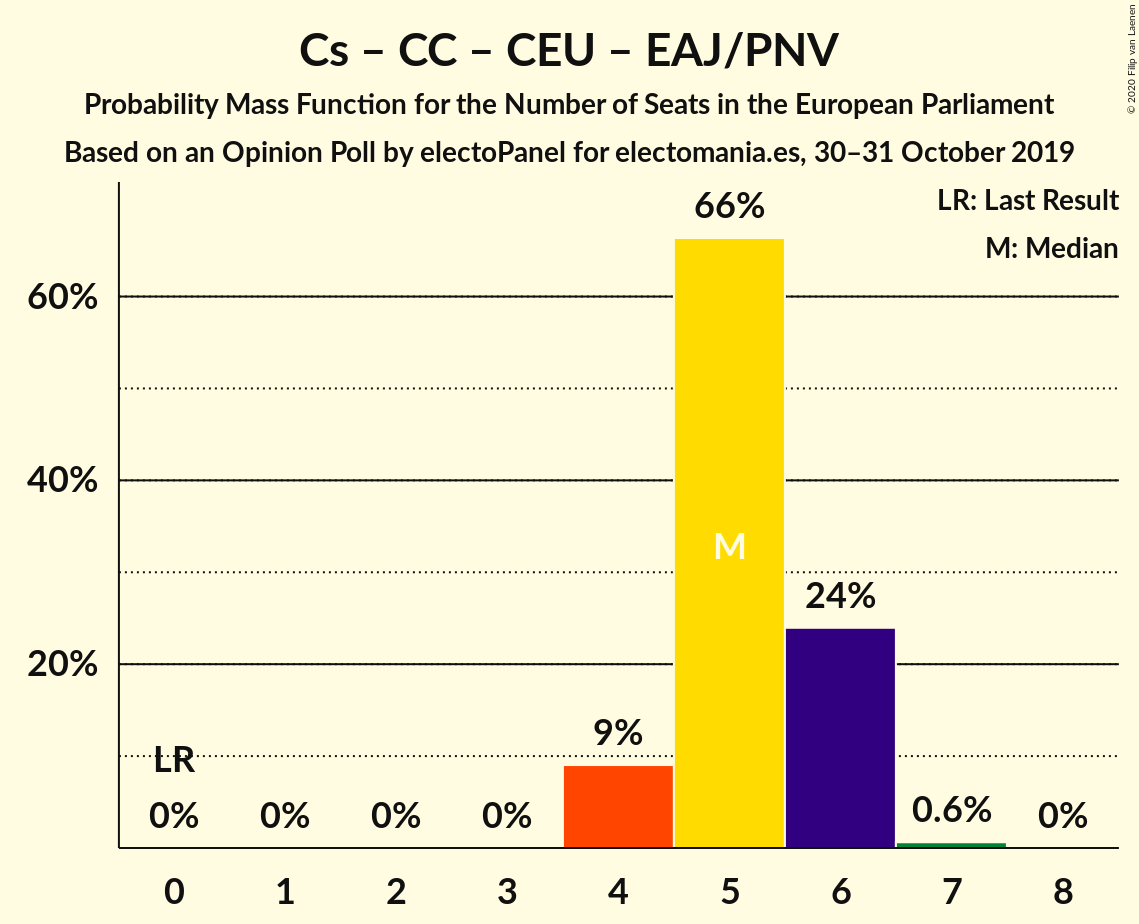 Cs – CC – CEU – EAJ/PNV
Probability Mass Function for the Number of Seats in the European Parliament
Based on an Opinion Poll by electoPanel for electomania.es, 30–31 October 2019
© 2020 Filip van Laenen
LR: Last Result
M: Median
66%
60%
40%
M
24%
20%
9%
LR
0% 0% 0% 0% 0.6% 0%
0 1 2 3 4 5 6 7 8